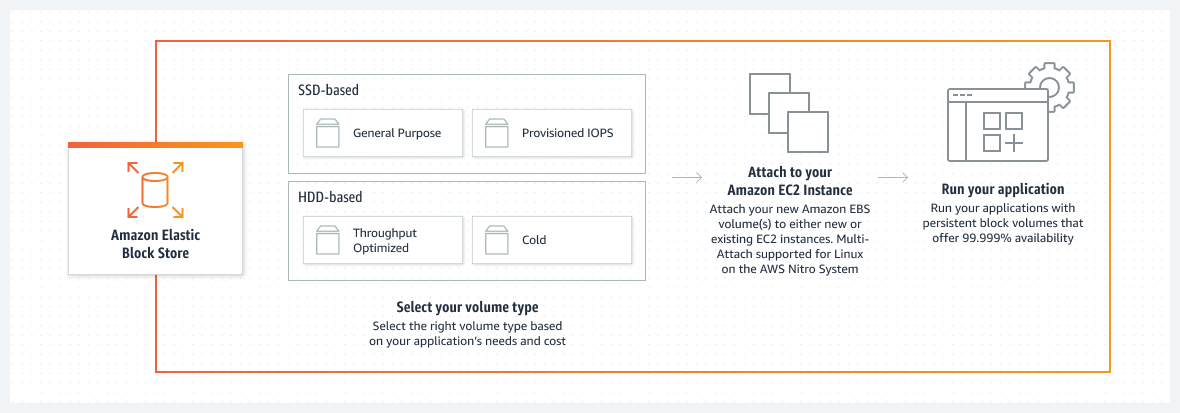 Amazon Elastic
Block Store
SSD-based
General Purpose
Provisioned IOPS
HDD-based
Throughput
Optimized
Cold
Select your volume type
Select the right volume type based
on your application's needs and cost
Attach to your
Amazon EC2 Instance
Attach your new Amazon EBS
volume(s) to either new or
existing EC2 instances. Multi-
Attach supported for Linux
on the AWS Nitro System
Run your application
Run your applications with
persistent block volumes that
offer 99.999% availability